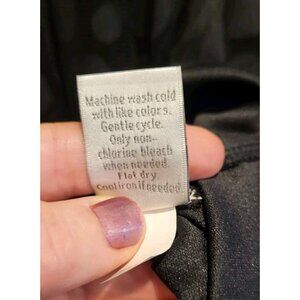 Machine wash cold
with like colors.
Gentle cycle.
Only non-
chlorine bleach
when needed.
Flat dry.
Cool iron if needed.